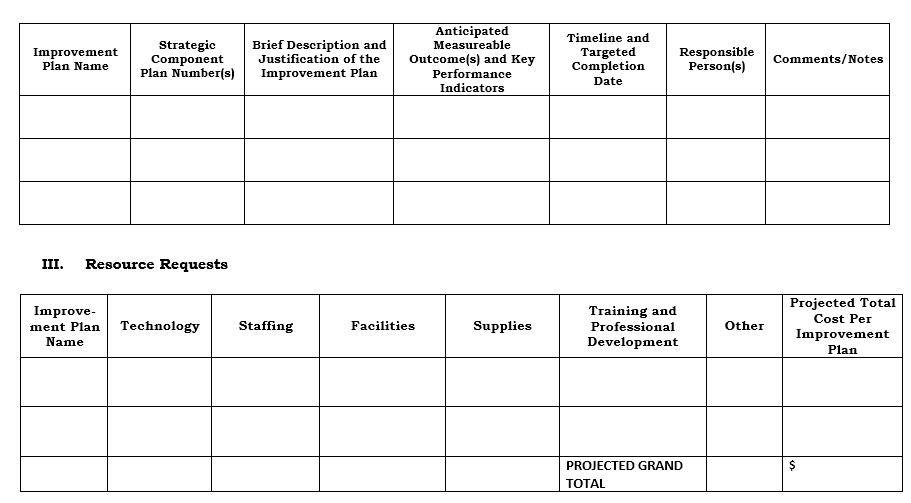 Improvement
Plan Name
Strategic
Component
Plan Number(s)
Brief Description and
Justification of the
Improvement Plan
Anticipated
Measureable
Outcome(s) and Key
Performance
Indicators
Timeline and
Targeted
Completion
Date
Responsible
Person(s)
Comments/Notes
III. Resource Requests
Improve-
ment Plan
Name
Technology
Staffing
Facilities
Supplies
Training and
Professional
Development
Other
Projected Total
Cost Per
Improvement
Plan
PROJECTED GRAND
TOTAL
$